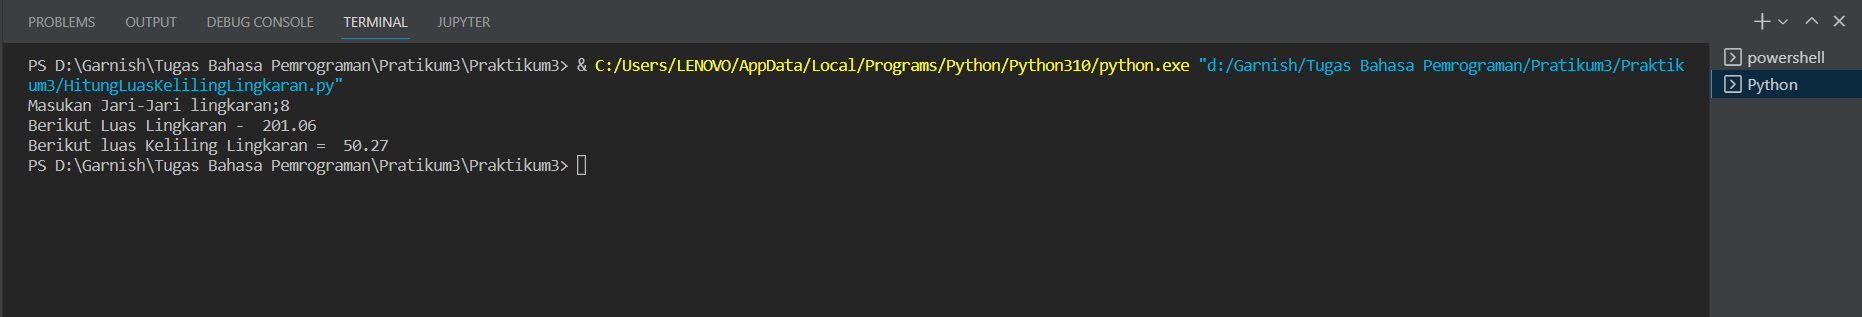 PROBLEMS OUTPUT DEBUG CONSOLE TERMINAL JUPYTER
PS D:\Garnish\Tugas Bahasa Pemrograman\Pratikum3\Praktikum3> & C:/Users/LENOVO/AppData/Local/Programs/Python/Python310/python.exe "d:/Garnish/Tugas Bahasa Pemrograman/Pratikum3/Praktik
um3/HitungLuasKelilingLingkaran.py"
Masukan Jari-Jari lingkaran;8
Berikut Luas Lingkaran -  201.06
Berikut luas Keliling Lingkaran =  50.27
PS D:\Garnish\Tugas Bahasa Pemrograman\Pratikum3\Praktikum3>
powershell
Python